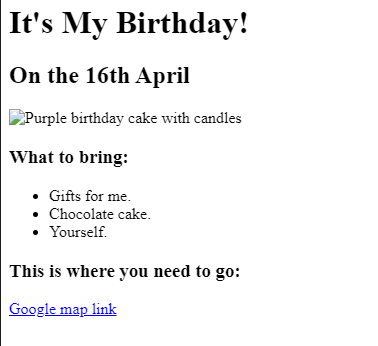 It's My Birthday!
On the 16th April
Purple birthday cake with candles
What to bring:
Gifts for me.
Chocolate cake.
Yourself.
This is where you need to go:
Google map link